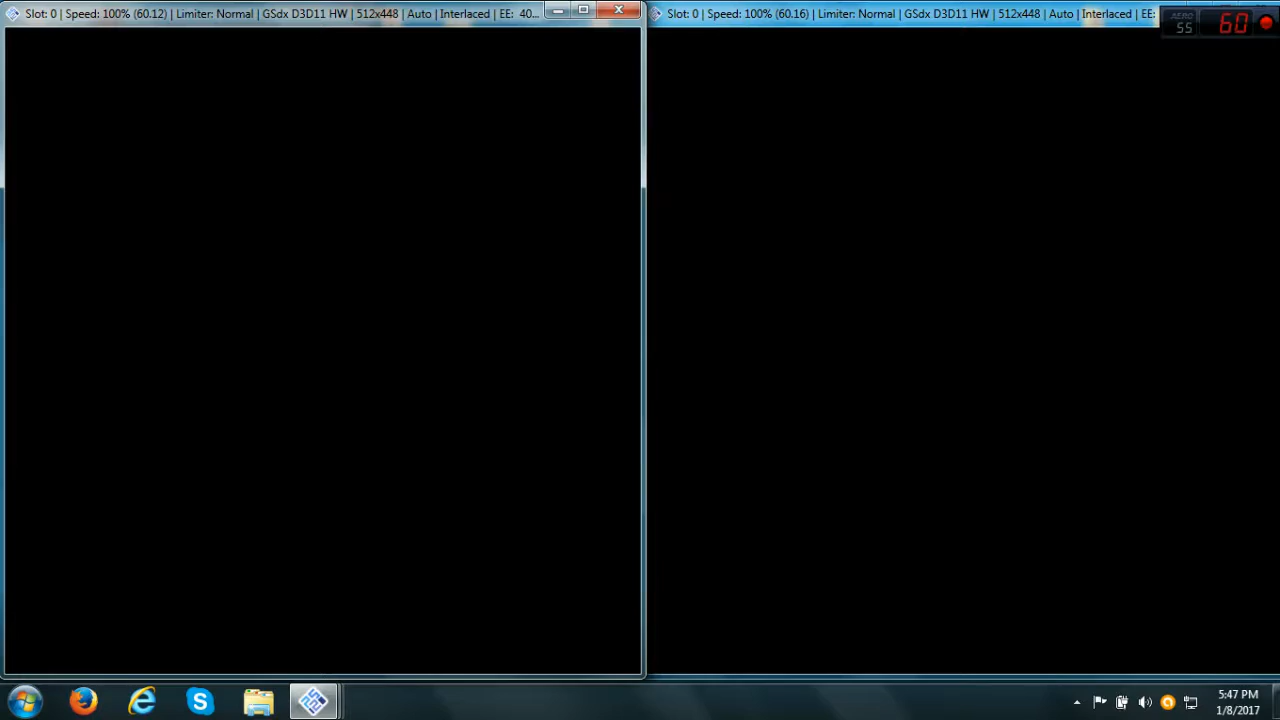 Slot: 0 | Speed: 100% (60.12) | Limiter: Normal | GSdx D3D11 HW | 512x448 | Auto | Interlaced | EE: 40...
Slot: 0 | Speed: 100% (60.16) | Limiter: Normal | GSdx D3D11 HW | 512x448 | Auto | Interlaced | EE:
AERO
55
60
5:47 PM
1/8/2017